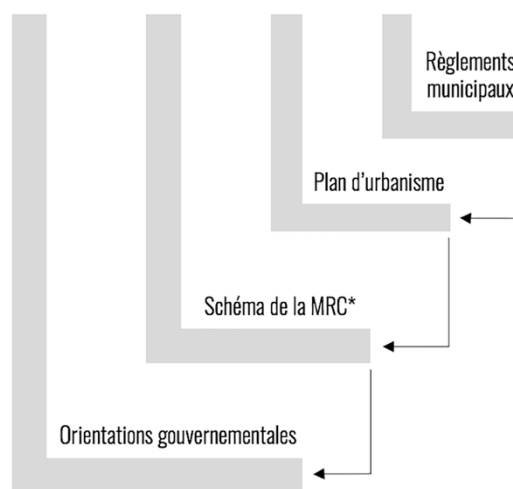 Règlements
municipaux
Plan d'urbanisme
Schéma de la MRC*
Orientations gouvernementales